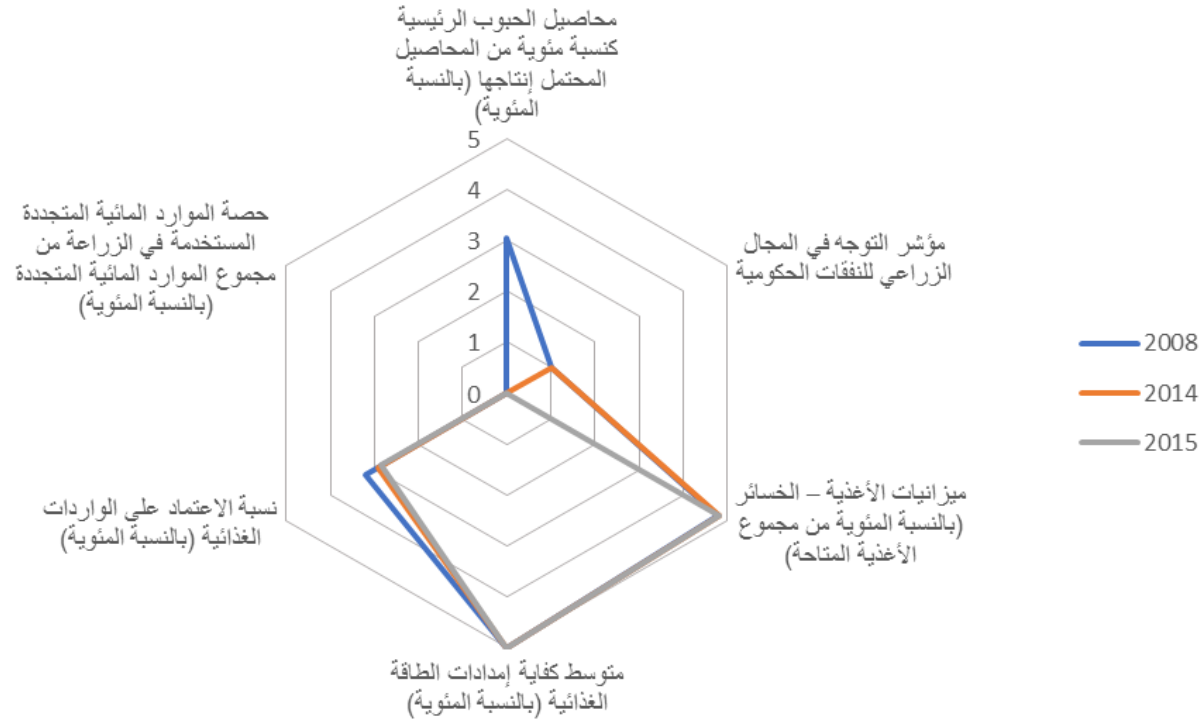 محاصيل الحبوب الرئيسية
كنسبة مئوية من المحاصيل
المحتمل إنتاجها (بالنسبة
المئوية)
5
4
3
2
1
0
مؤشر التوجه في المجال
الزراعي للنفقات الحكومية
ميزانيات الأغذية – الخسائر
(بالنسبة المئوية من مجموع
الأغذية المتاحة)
متوسط كفاية إمدادات الطاقة
الغذائية (بالنسبة المئوية)
نسبة الاعتماد على الواردات
الغذائية (بالنسبة المئوية)
حصة الموارد المائية المتجددة
المستخدمة في الزراعة من
مجموع الموارد المائية المتجددة
(بالنسبة المئوية)
2008
2014
2015